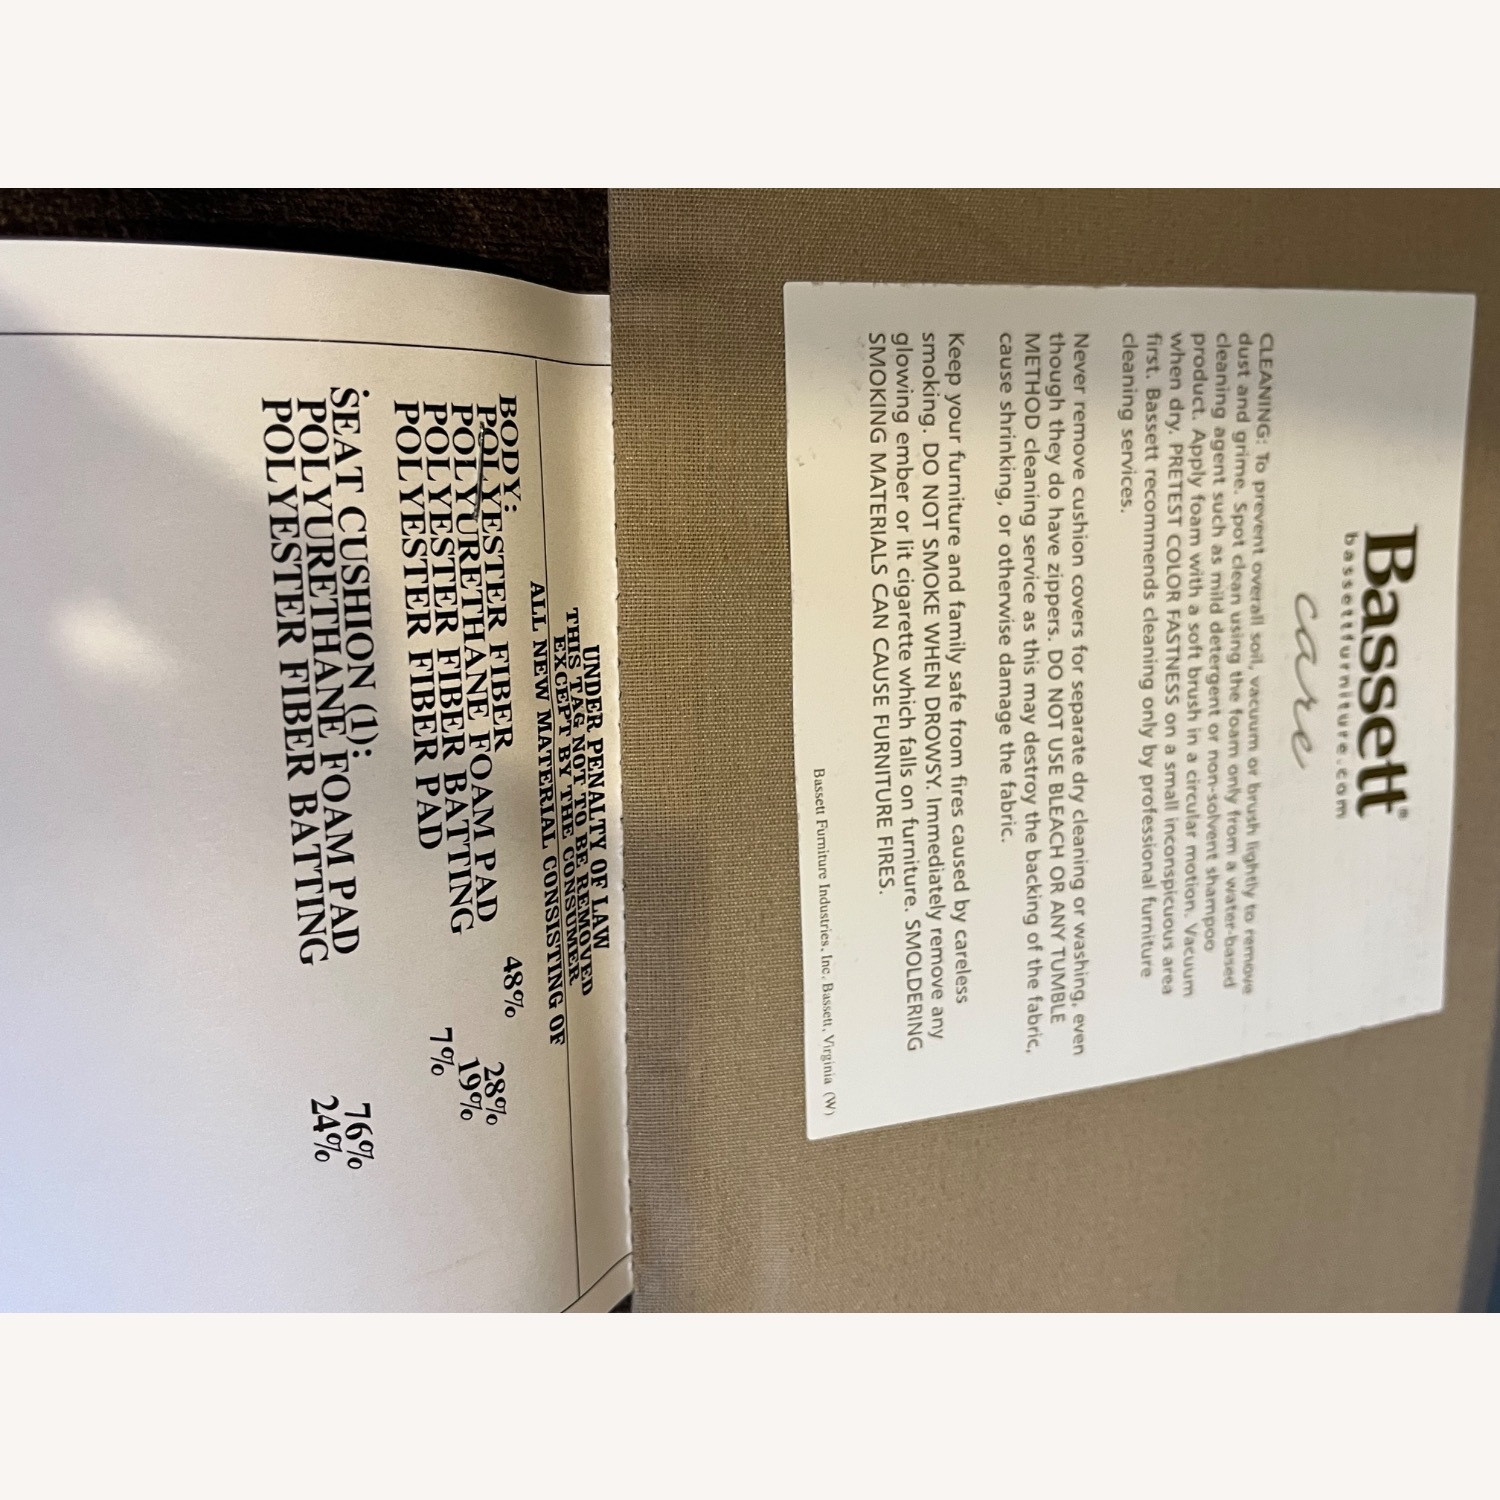 Bassett®
bassettfurniture.com
care
CLEANING: To prevent overall soil, vacuum or brush lightly to remove
dust and grime. Spot clean using the foam only from a water-based
cleaning agent such as mild detergent or non-solvent shampoo
product. Apply foam with a soft brush in a circular motion. Vacuum
when dry. PRETEST COLOR FASTNESS on a small inconspicuous area
first. Bassett recommends cleaning only by professional furniture
cleaning services.
Never remove cushion covers for separate dry cleaning or washing, even
though they do have zippers. DO NOT USE BLEACH OR ANY TUMBLE
METHOD cleaning service as this may destroy the backing of the fabric,
cause shrinking, or otherwise damage the fabric.
Keep your furniture and family safe from fires caused by careless
smoking. DO NOT SMOKE WHEN DROWSY. Immediately remove any
glowing ember or lit cigarette which falls on furniture. SMOLDERING
SMOKING MATERIALS CAN CAUSE FURNITURE FIRES.
Bassett Furniture Industries, Inc. Bassett, Virginia (W)
UNDER PENALTY OF LAW
THIS TAG NOT TO BE REMOVED
EXCEPT BY THE CONSUMER
ALL NEW MATERIAL CONSISTING OF
BODY:
POLYESTER FIBER 48%
POLYURETHANE FOAM PAD 28%
POLYESTER FIBER BATTING 19%
POLYESTER FIBER PAD 7%
SEAT CUSHION (1):
POLYURETHANE FOAM PAD 76%
POLYESTER FIBER BATTING 24%